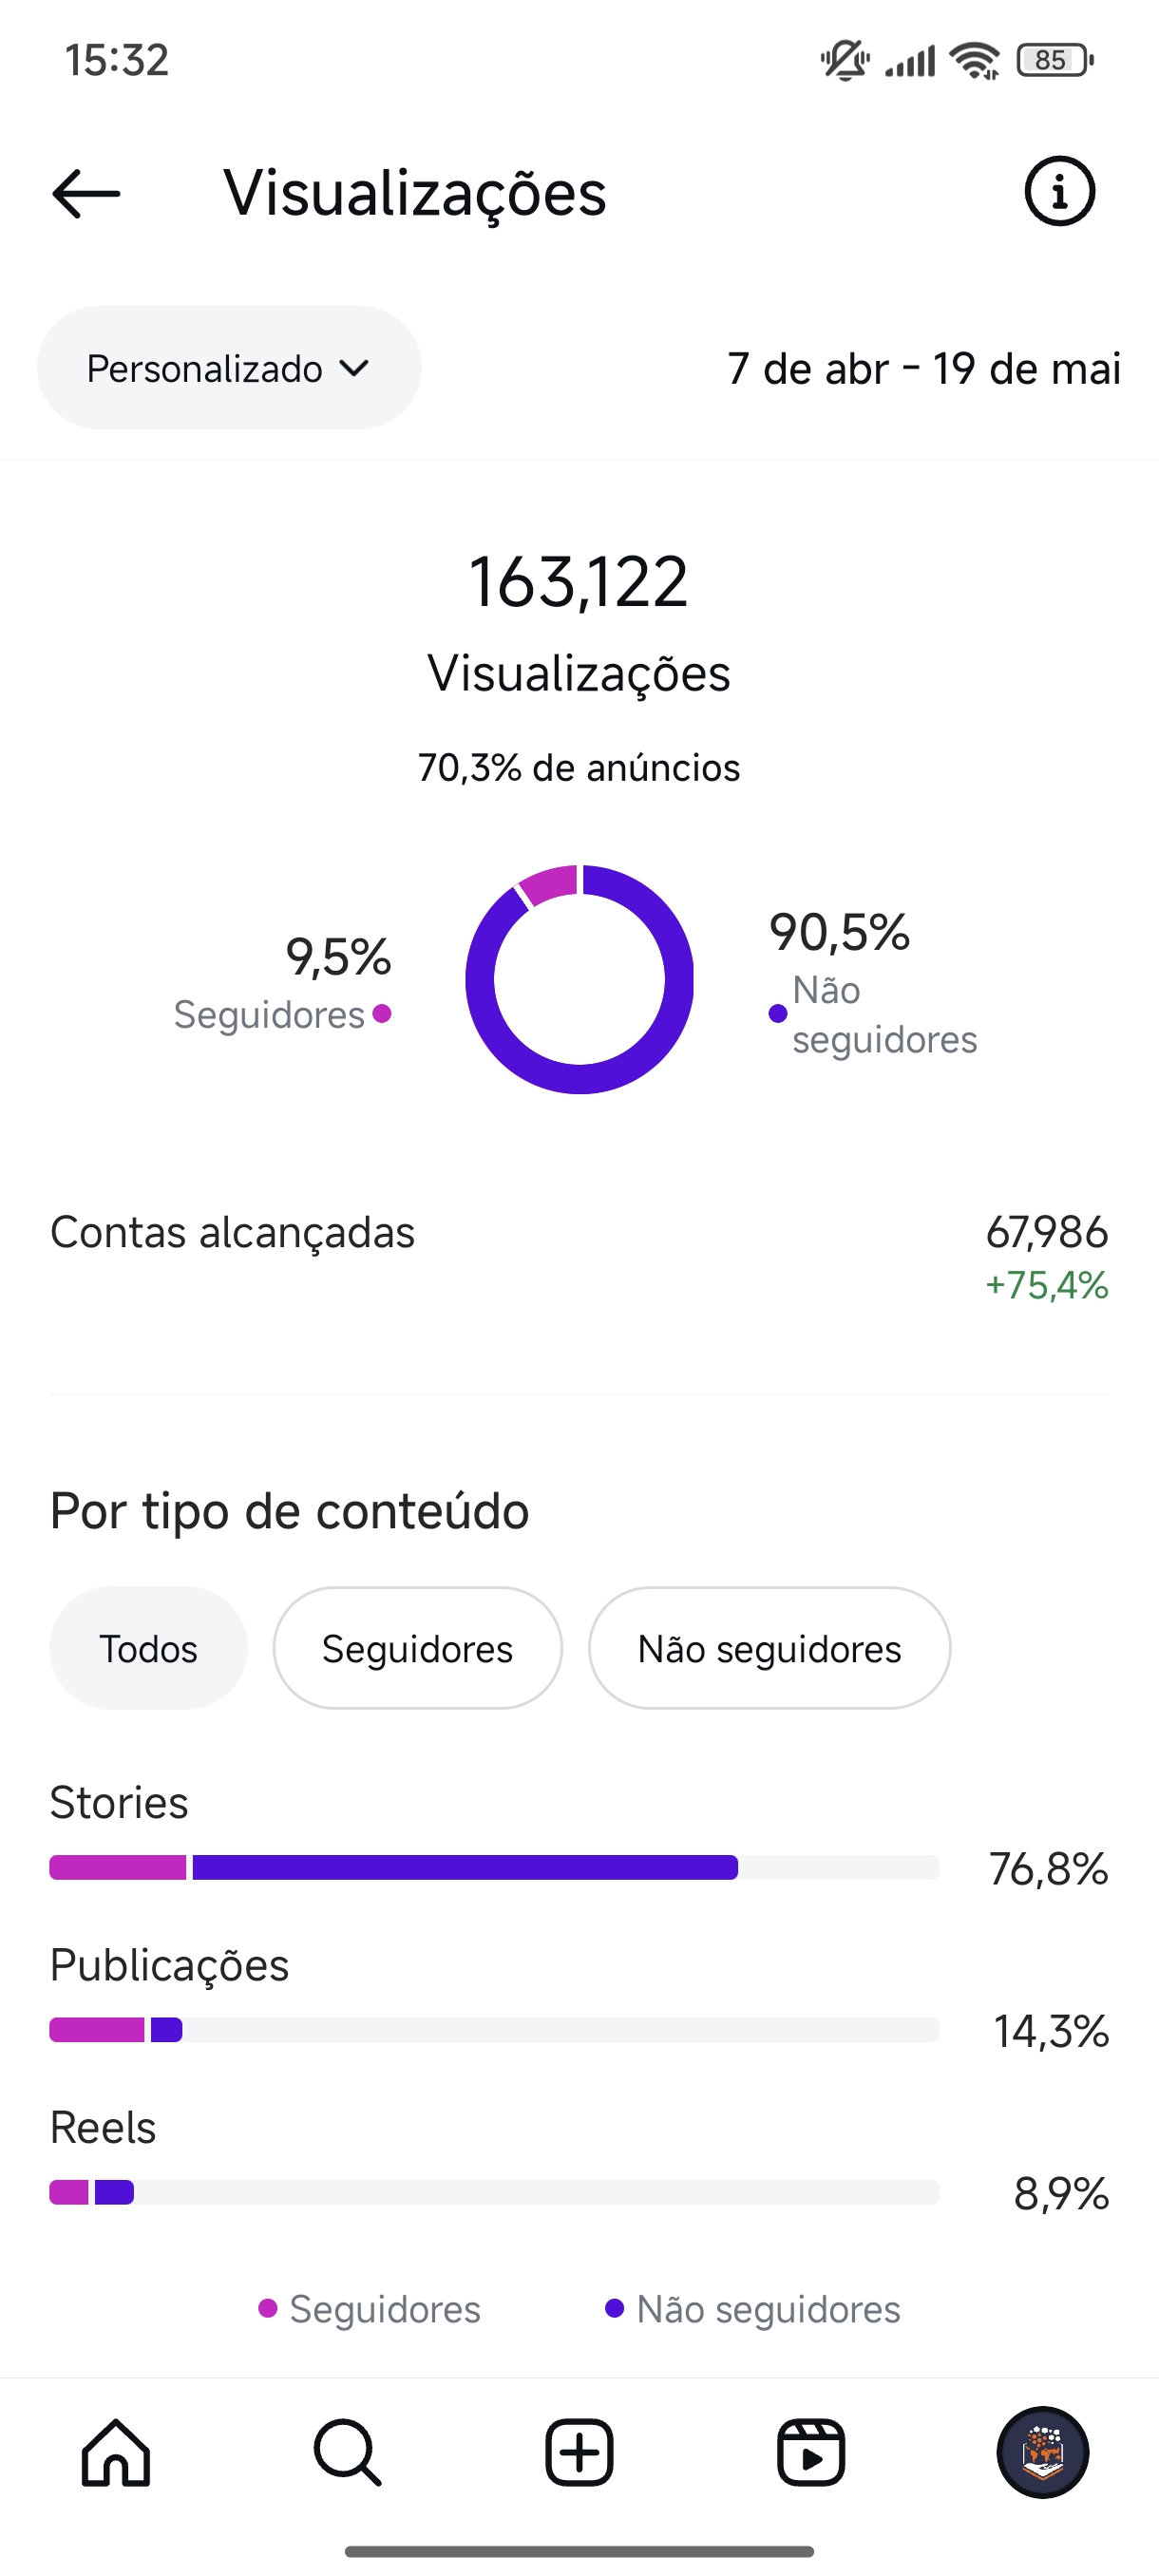 15:32
85
Visualizações
Personalizado
7 de abr - 19 de mai
163,122
Visualizações
70,3% de anúncios
9,5%
Seguidores
90,5%
Não
seguidores
Contas alcançadas
67,986
+75,4%
Por tipo de conteúdo
Todos
Seguidores
Não seguidores
Stories
76,8%
Publicações
14,3%
Reels
8,9%
Seguidores
Não seguidores